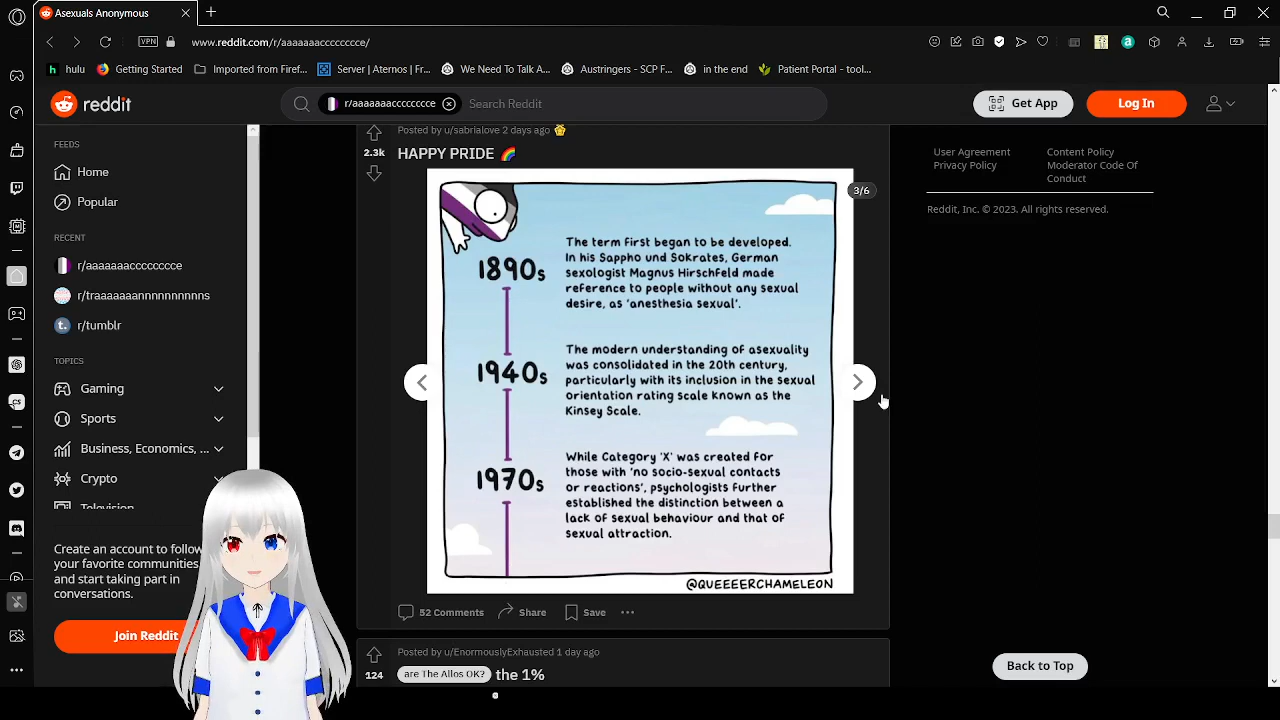 Asexuals Anonymous
VPN
www.reddit.com/r/aaaaaaacccccccce/
hulu
Getting Started
Imported from Firef...
Server | Aternos | Fr...
We Need To Talk A...
Austringers - SCP F...
in the end
Patient Portal - tool...
reddit
r/aaaaaaacccccccce
Search Reddit
Get App
Log In
FEEDS
Home
Popular
RECENT
r/aaaaaaacccccccce
r/traaaaaaannnnnnnnnns
r/tumblr
TOPICS
Gaming
Sports
Business, Economics, ...
Crypto
Television
Create an account to follow
your favorite communities
and start taking part in
conversations.
Join Reddit
Posted by u/sabrialove 2 days ago
2.3k
HAPPY PRIDE
3/6
1890s
The term first began to be developed.
In his Sappho und Sokrates, German
sexologist Magnus Hirschfeld made
reference to people without any sexual
desire, as 'anesthesia sexual'.
1940s
The modern understanding of asexuality
was consolidated in the 20th century,
particularly with its inclusion in the sexual
orientation rating scale known as the
Kinsey Scale.
1970s
While Category 'X' was created for
those with 'no socio-sexual contacts
or reactions', psychologists further
established the distinction between a
lack of sexual behaviour and that of
sexual attraction.
@QUEEERCHAMELEON
52 Comments
Share
Save
Posted by u/EnormouslyExhausted 1 day ago
124
are The Allos OK?
the 1%
User Agreement
Privacy Policy
Content Policy
Moderator Code Of
Conduct
Reddit, Inc. © 2023. All rights reserved.
Back to Top